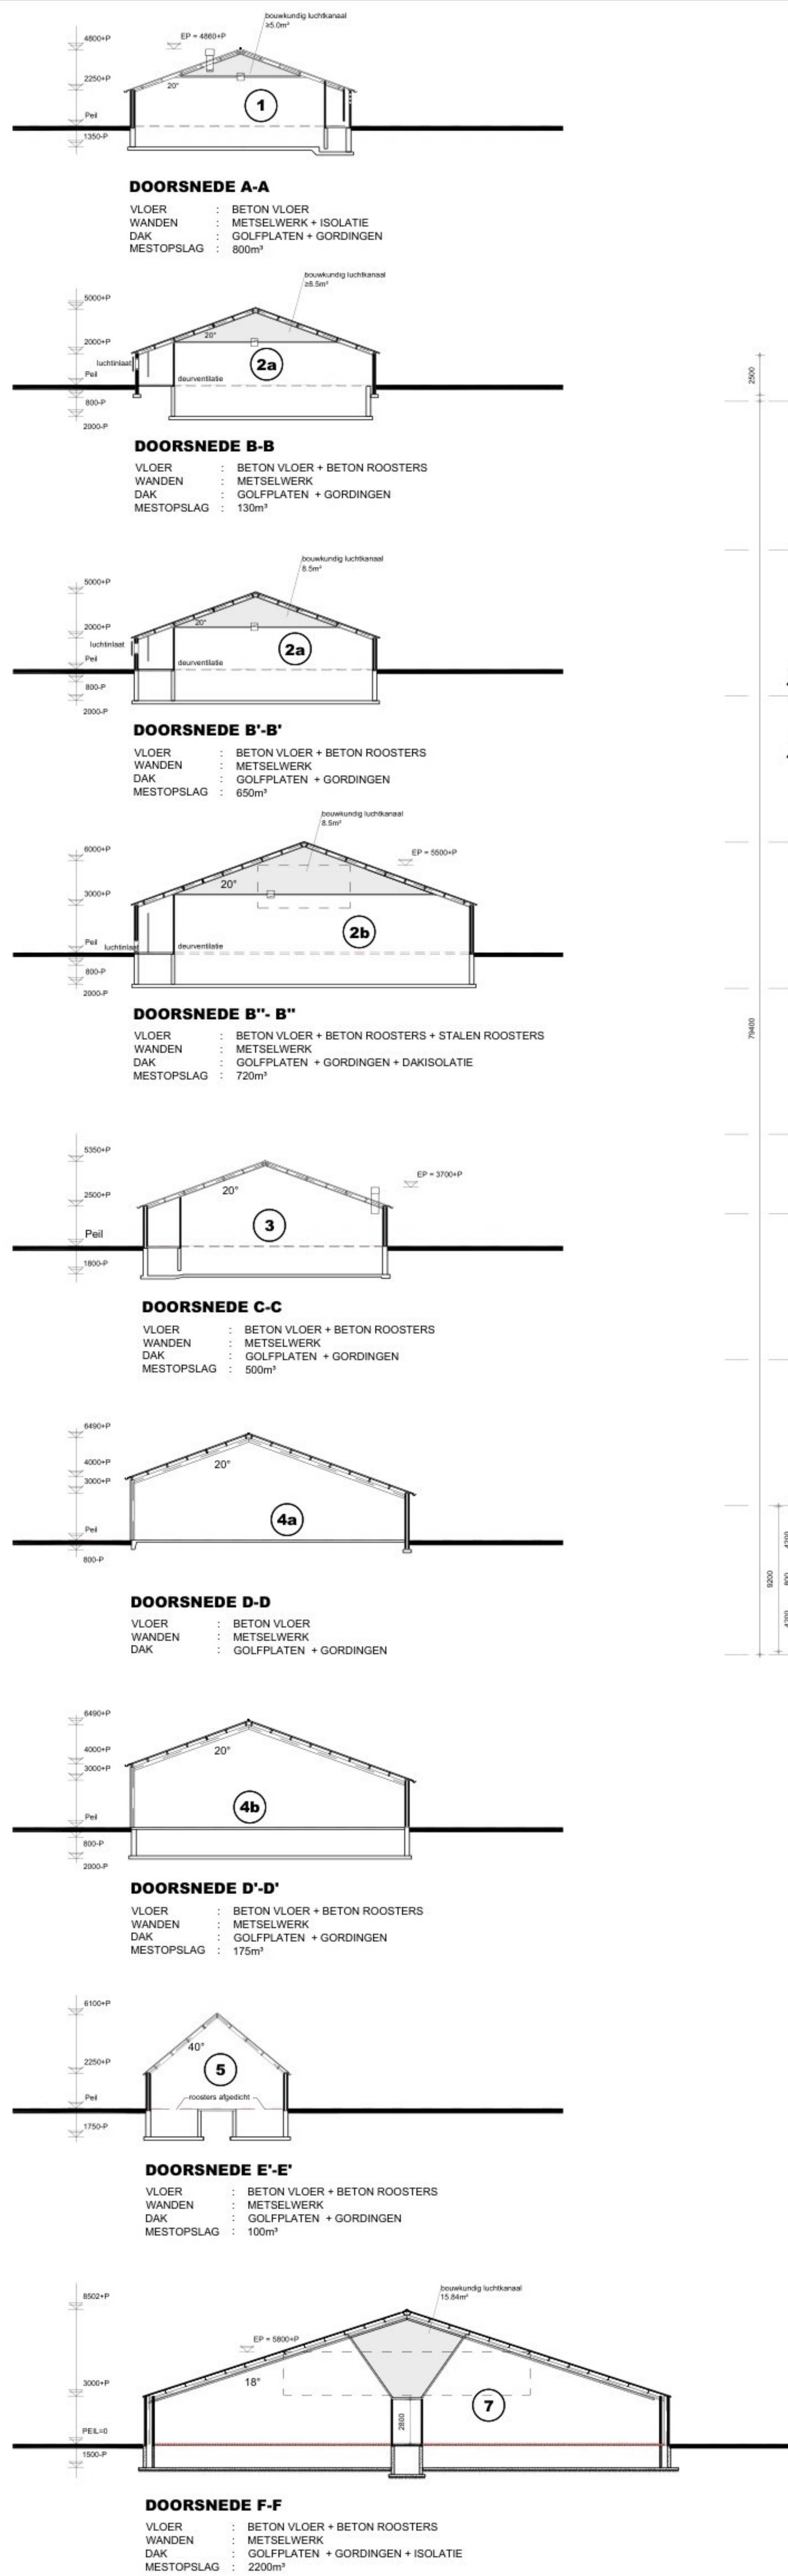 bouwkundig luchtkanaal
≥5.0m²
4800+P
EP = 4860+P
2250+P
20°
1
Peil
1350-P
DOORSNEDE A-A
VLOER : BETON VLOER
WANDEN : METSELWERK + ISOLATIE
DAK : GOLFPLATEN + GORDINGEN
MESTOPSLAG : 800m³
bouwkundig luchtkanaal
≥8.5m²
5000+P
20°
2000+P
luchtinlaat
2a
Peil
deurventilatie
800-P
2000-P
DOORSNEDE B-B
VLOER : BETON VLOER + BETON ROOSTERS
WANDEN : METSELWERK
DAK : GOLFPLATEN + GORDINGEN
MESTOPSLAG : 130m³
2500
bouwkundig luchtkanaal
8.5m²
5000+P
20°
2000+P
luchtinlaat
2a
Peil
deurventilatie
800-P
2000-P
DOORSNEDE B'-B'
VLOER : BETON VLOER + BETON ROOSTERS
WANDEN : METSELWERK
DAK : GOLFPLATEN + GORDINGEN
MESTOPSLAG : 650m³
bouwkundig luchtkanaal
8.5m²
6000+P
EP = 5500+P
20°
3000+P
2b
Peil
luchtinlaat
deurventilatie
800-P
2000-P
DOORSNEDE B"- B"
VLOER : BETON VLOER + BETON ROOSTERS + STALEN ROOSTERS
WANDEN : METSELWERK
DAK : GOLFPLATEN + GORDINGEN + DAKISOLATIE
MESTOPSLAG : 720m³
79400
5350+P
EP = 3700+P
20°
2500+P
3
Peil
1800-P
DOORSNEDE C-C
VLOER : BETON VLOER + BETON ROOSTERS
WANDEN : METSELWERK
DAK : GOLFPLATEN + GORDINGEN
MESTOPSLAG : 500m³
6490+P
4000+P
20°
3000+P
4a
Peil
800-P
DOORSNEDE D-D
VLOER : BETON VLOER
WANDEN : METSELWERK
DAK : GOLFPLATEN + GORDINGEN
9200
4200
800
4200
6490+P
4000+P
20°
3000+P
4b
Peil
800-P
2000-P
DOORSNEDE D'-D'
VLOER : BETON VLOER + BETON ROOSTERS
WANDEN : METSELWERK
DAK : GOLFPLATEN + GORDINGEN
MESTOPSLAG : 175m³
6100+P
40°
2250+P
5
Peil
roosters afgedicht
1750-P
DOORSNEDE E'-E'
VLOER : BETON VLOER + BETON ROOSTERS
WANDEN : METSELWERK
DAK : GOLFPLATEN + GORDINGEN
MESTOPSLAG : 100m³
bouwkundig luchtkanaal
15.84m²
8502+P
EP = 5800+P
18°
3000+P
7
2800
PEIL=0
1500-P
DOORSNEDE F-F
VLOER : BETON VLOER + BETON ROOSTERS
WANDEN : METSELWERK
DAK : GOLFPLATEN + GORDINGEN + ISOLATIE
MESTOPSLAG : 2200m³